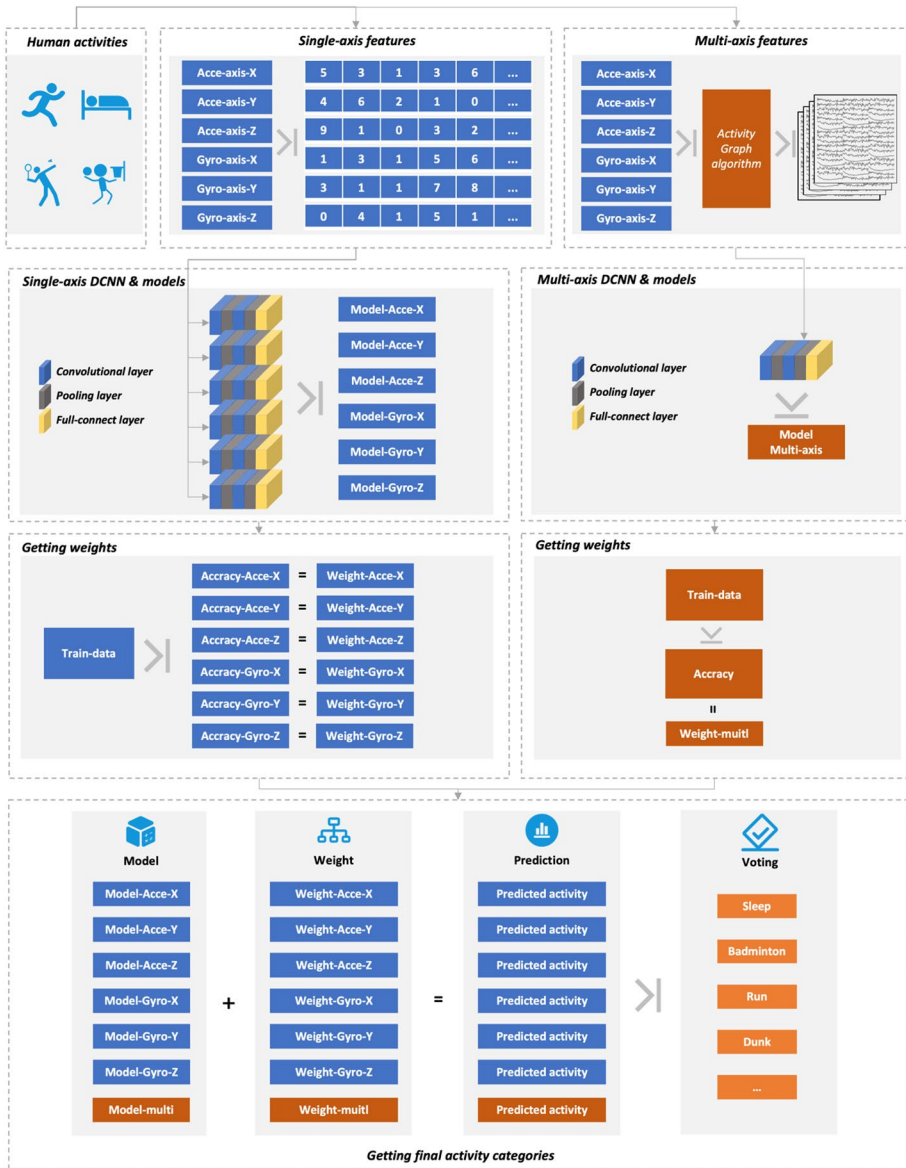 Human activities
Single-axis features
Acce-axis-X
Acce-axis-Y
Acce-axis-Z
Gyro-axis-X
Gyro-axis-Y
Gyro-axis-Z
5 3 1 3 6 ...
4 6 2 1 0 ...
9 1 0 3 2 ...
1 3 1 5 6 ...
3 1 1 7 8 ...
0 4 1 5 1 ...
Multi-axis features
Acce-axis-X
Acce-axis-Y
Acce-axis-Z
Gyro-axis-X
Gyro-axis-Y
Gyro-axis-Z
Activity
Graph
algorithm
Single-axis DCNN & models
Convolutional layer
Pooling layer
Full-connect layer
Model-Acce-X
Model-Acce-Y
Model-Acce-Z
Model-Gyro-X
Model-Gyro-Y
Model-Gyro-Z
Multi-axis DCNN & models
Convolutional layer
Pooling layer
Full-connect layer
Model
Multi-axis
Getting weights
Train-data
Accracy-Acce-X = Weight-Acce-X
Accracy-Acce-Y = Weight-Acce-Y
Accracy-Acce-Z = Weight-Acce-Z
Accracy-Gyro-X = Weight-Gyro-X
Accracy-Gyro-Y = Weight-Gyro-Y
Accracy-Gyro-Z = Weight-Gyro-Z
Getting weights
Train-data
Accracy
=
Weight-muitl
Model
Model-Acce-X
Model-Acce-Y
Model-Acce-Z
Model-Gyro-X
Model-Gyro-Y
Model-Gyro-Z
Model-multi
+
Weight
Weight-Acce-X
Weight-Acce-Y
Weight-Acce-Z
Weight-Gyro-X
Weight-Gyro-Y
Weight-Gyro-Z
Weight-muitl
=
Prediction
Predicted activity
Predicted activity
Predicted activity
Predicted activity
Predicted activity
Predicted activity
Predicted activity
Voting
Sleep
Badminton
Run
Dunk
...
Getting final activity categories